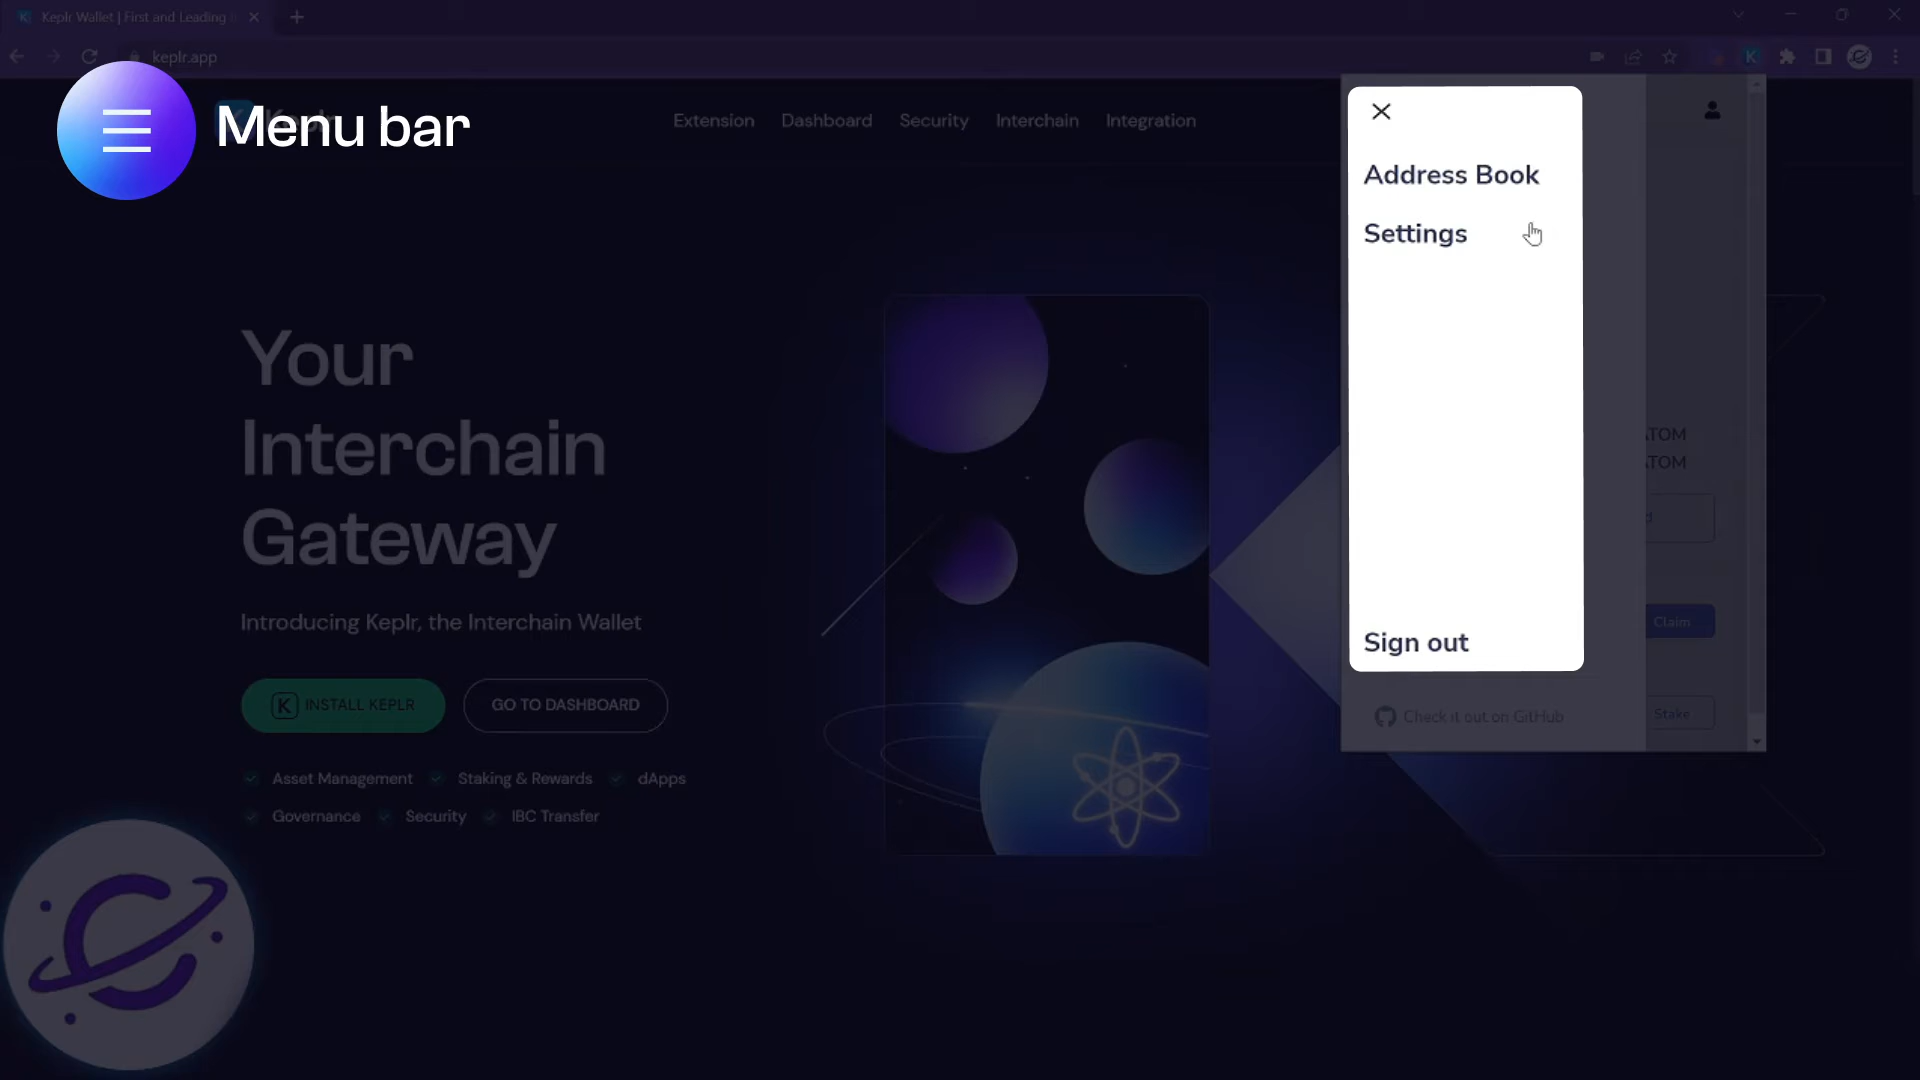 Keplr Wallet | First and Leading
keplr.app
Menu bar
Extension
Dashboard
Security
Interchain
Integration
Address Book
Settings
Sign out
Check it out on GitHub
ATOM
ATOM
Claim
Stake
Your
Interchain
Gateway
Introducing Keplr, the Interchain Wallet
INSTALL KEPLR
GO TO DASHBOARD
Asset Management
Staking & Rewards
dApps
Governance
Security
IBC Transfer